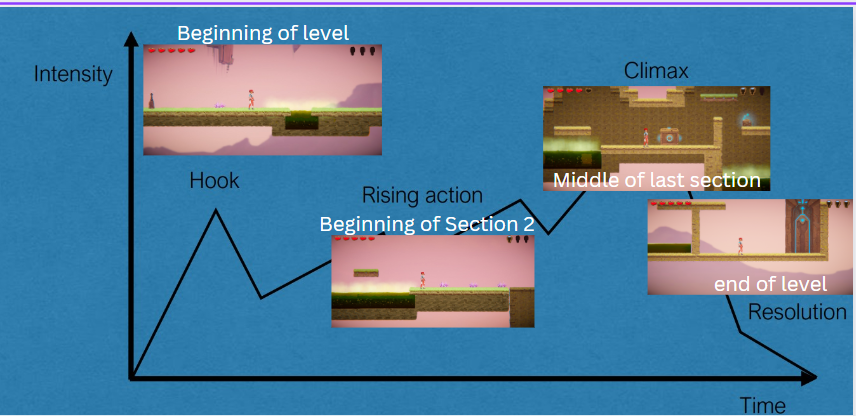 Beginning of level
Intensity
Climax
Hook
Middle of last section
Rising action
Beginning of Section 2
end of level
Resolution
Time